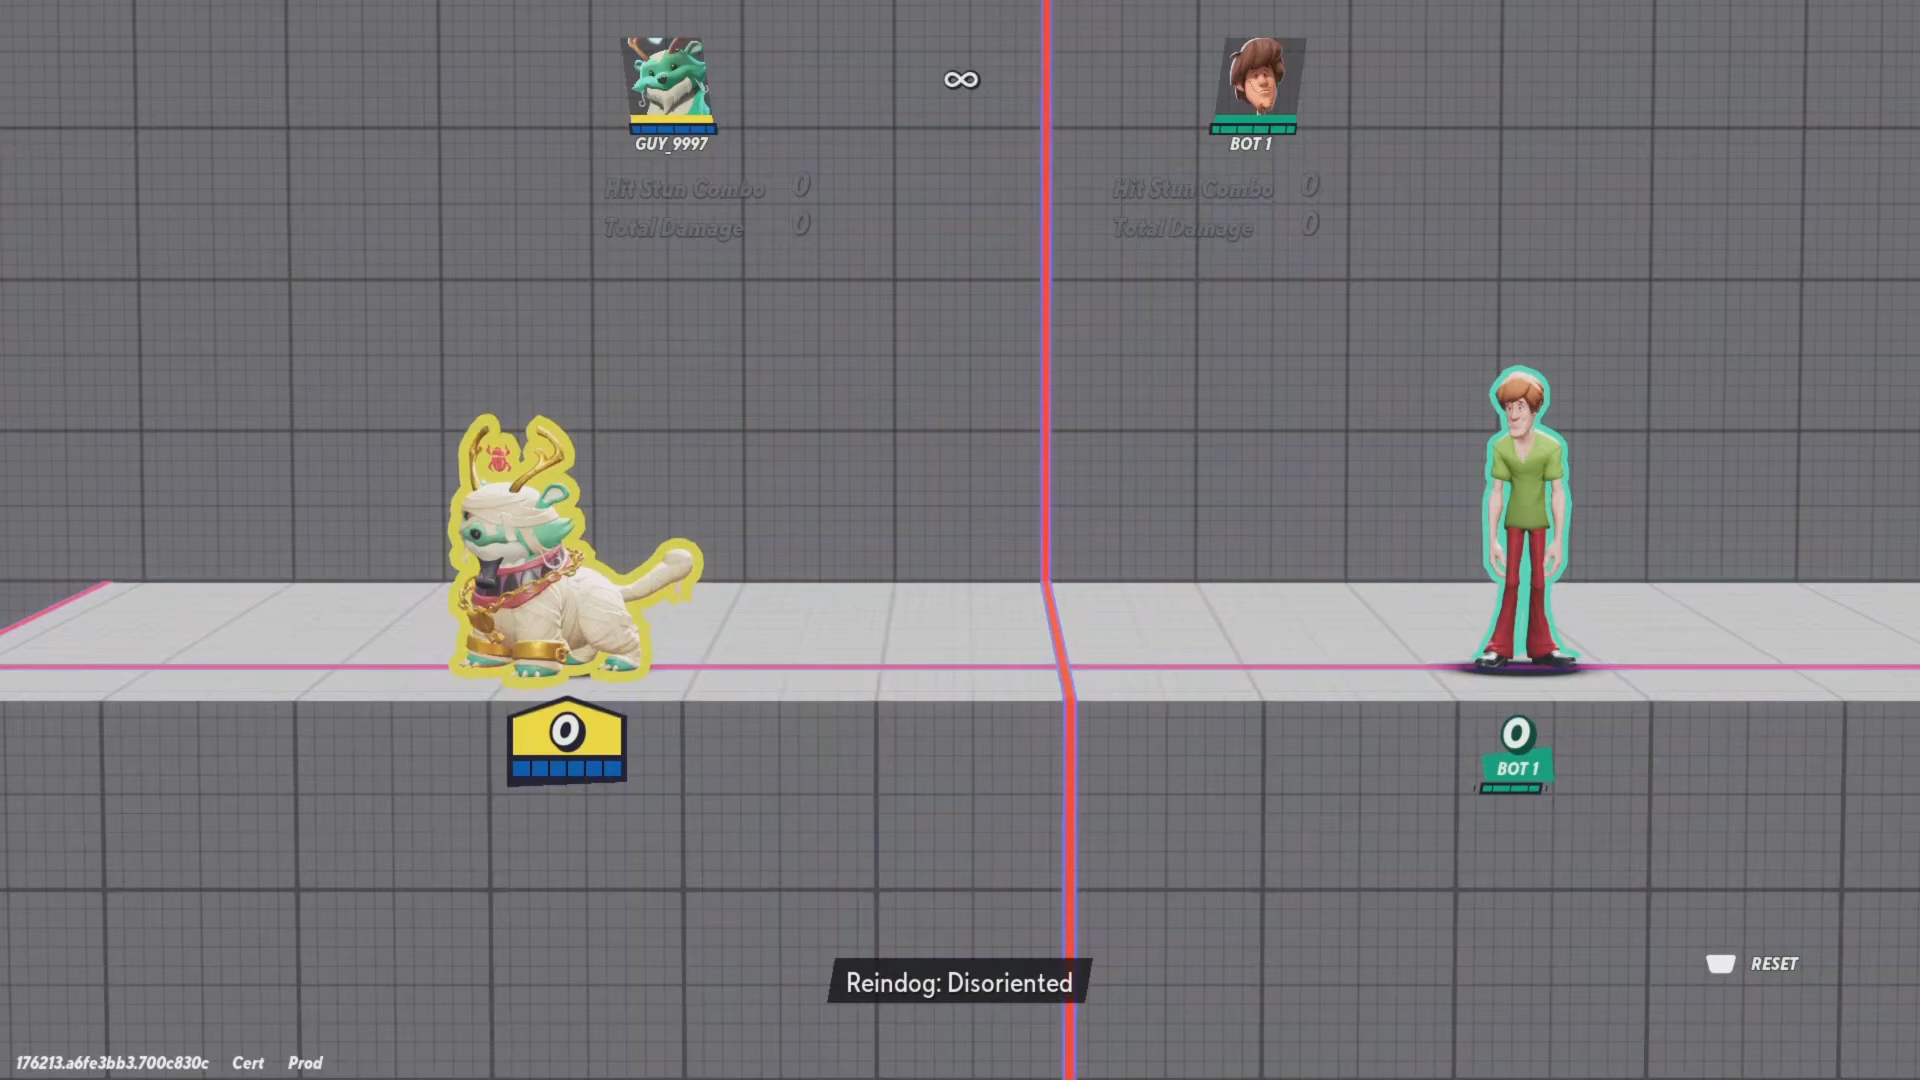 ∞
GUY_9997
BOT 1
Hit Stun Combo 0
Total Damage 0
Hit Stun Combo 0
Total Damage 0
0
0
BOT 1
RESET
Reindog: Disoriented
176213.a6fe3bb3.700c830c Cert Prod